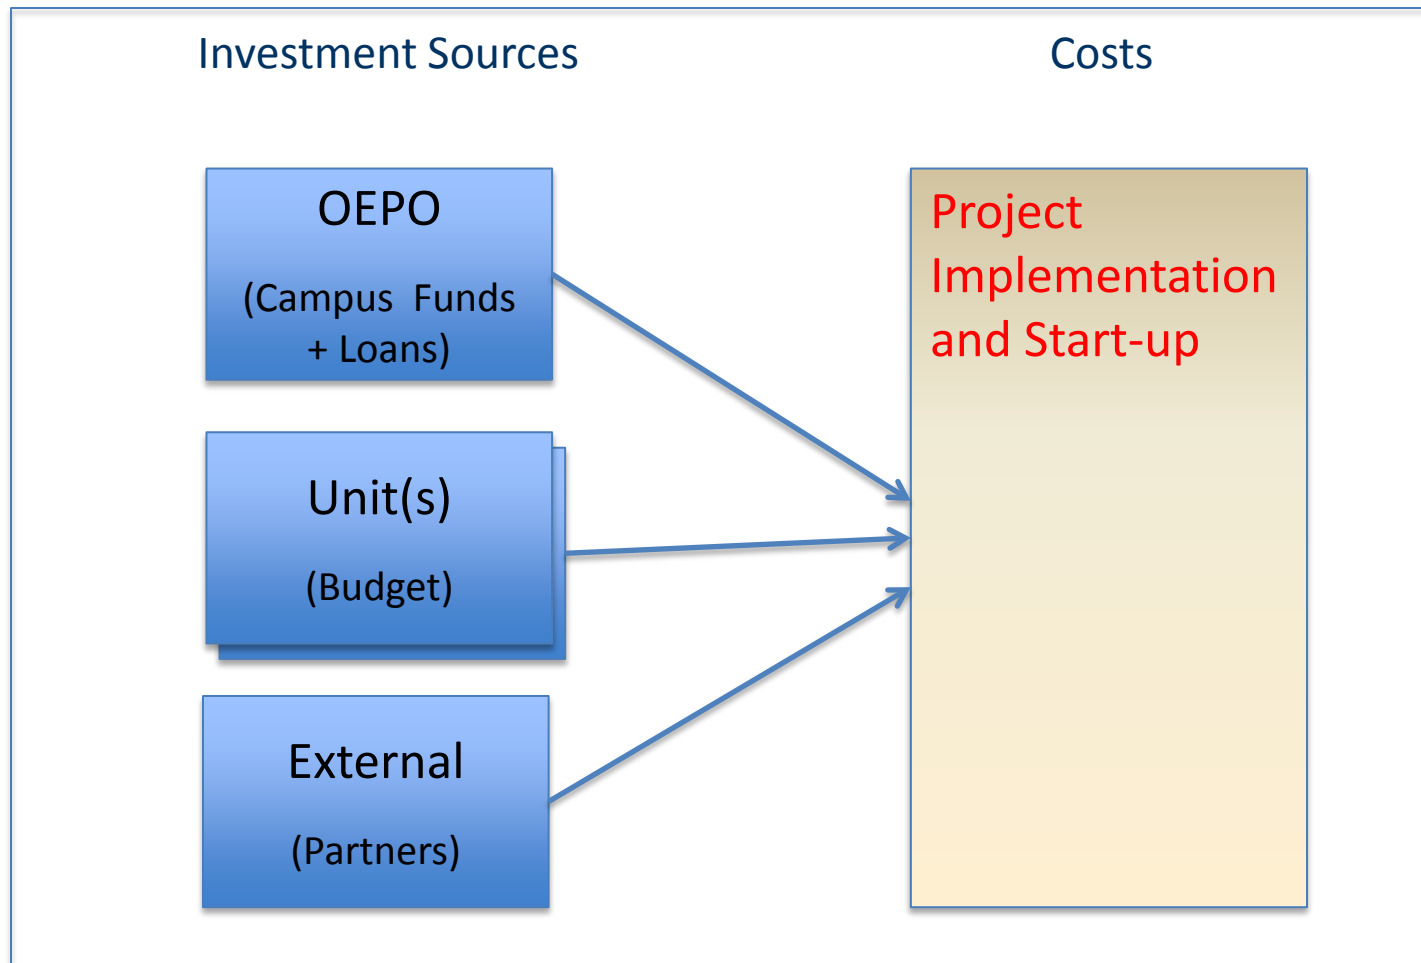 Investment Sources
Costs
OEPO
(Campus  Funds
+ Loans)
Unit(s)
(Budget)
External
(Partners)
Project
Implementation
and Start-up